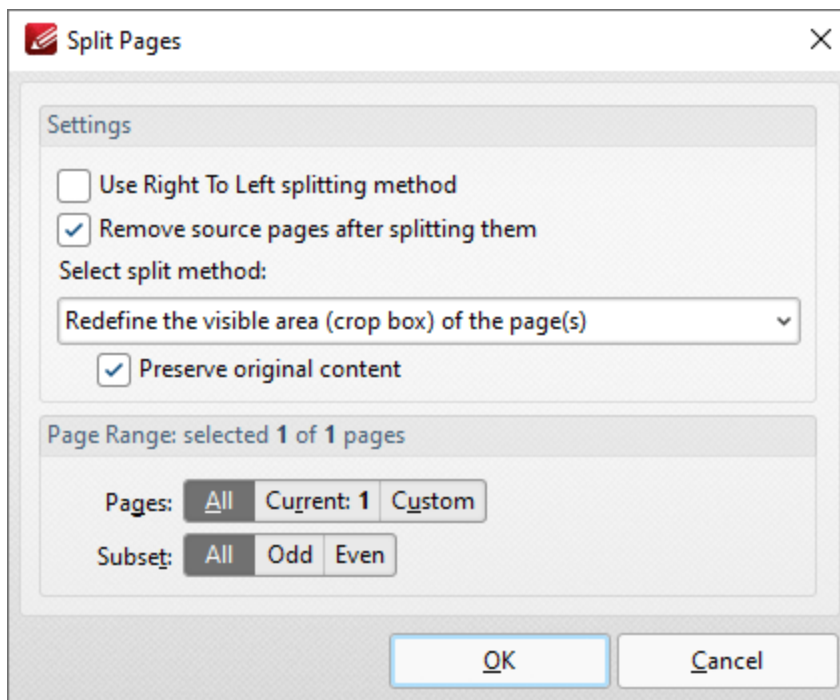 Split Pages
Settings
Use Right To Left splitting method
Remove source pages after splitting them
Select split method:
Redefine the visible area (crop box) of the page(s)
Preserve original content
Page Range: selected 1 of 1 pages
Pages: All Current: 1 Custom
Subset: All Odd Even
OK Cancel